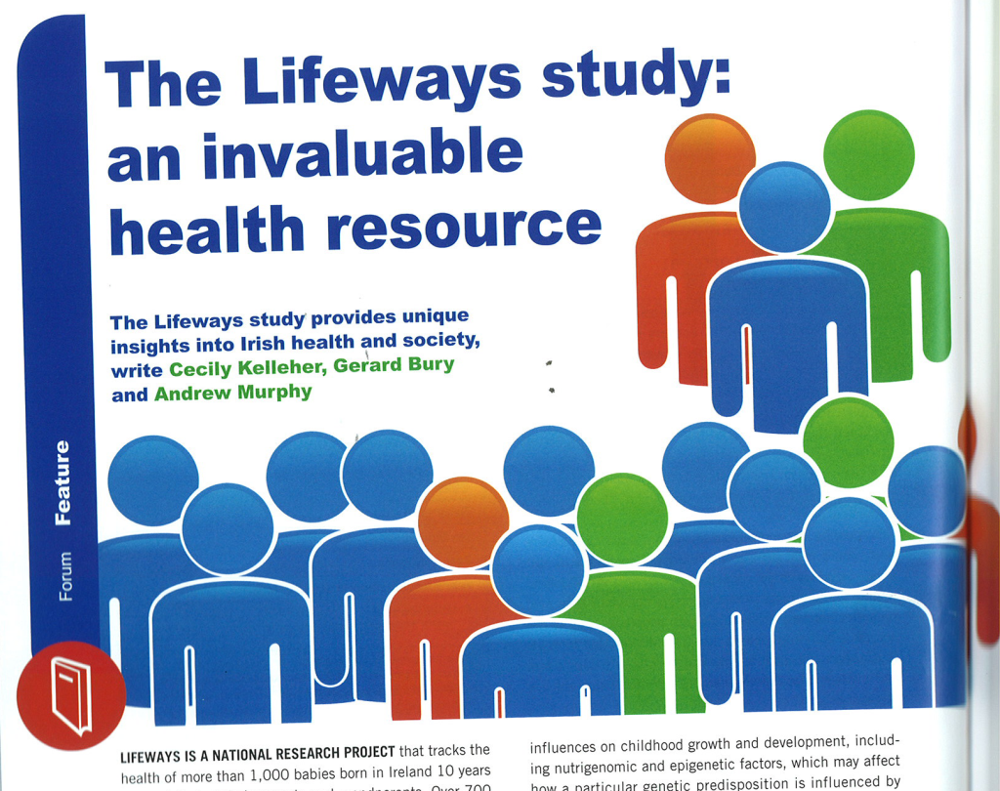 The Lifeways study:
an invaluable
health resource
The Lifeways study provides unique
insights into Irish health and society,
write Cecily Kelleher, Gerard Bury
and Andrew Murphy
Forum Feature
LIFEWAYS IS A NATIONAL RESEARCH PROJECT that tracks the
health of more than 1,000 babies born in Ireland 10 years
Over 700
influences on childhood growth and development, includ-
ing nutrigenomic and epigenetic factors, which may affect
how a particular genetic predisposition is influenced by